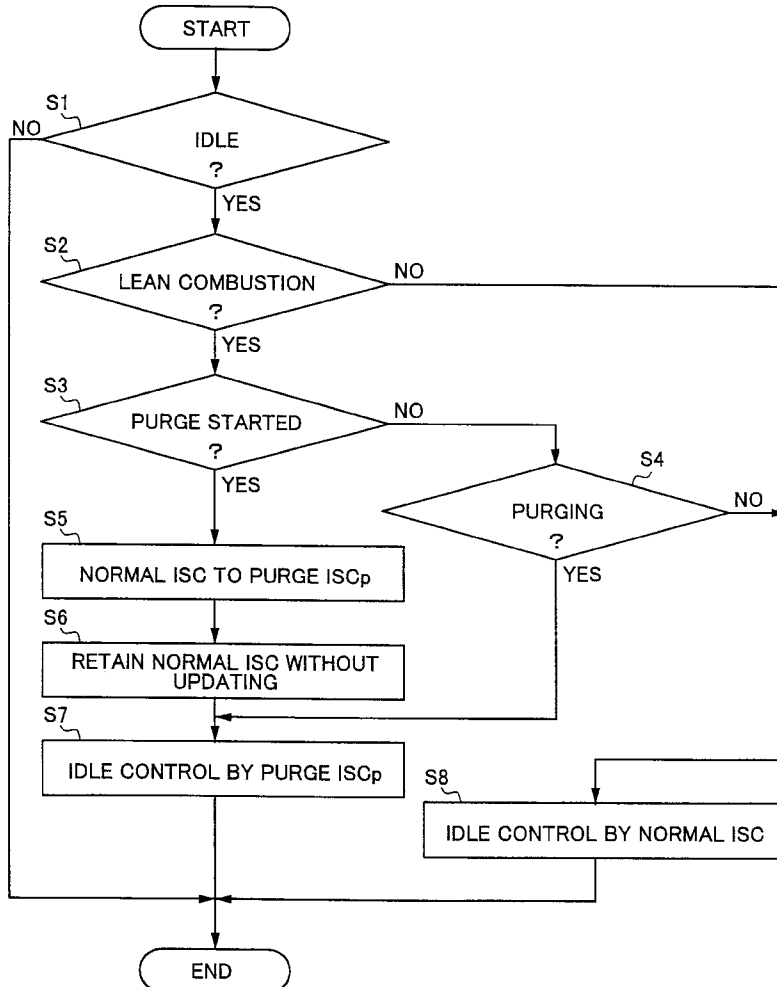 START
S1
NO
IDLE
?
YES
S2
NO
LEAN COMBUSTION
?
YES
S3
NO
PURGE STARTED
?
YES
S4
NO
PURGING
?
YES
S5
NORMAL ISC TO PURGE ISCp
S6
RETAIN NORMAL ISC WITHOUT
UPDATING
S7
IDLE CONTROL BY PURGE ISCp
S8
IDLE CONTROL BY NORMAL ISC
END